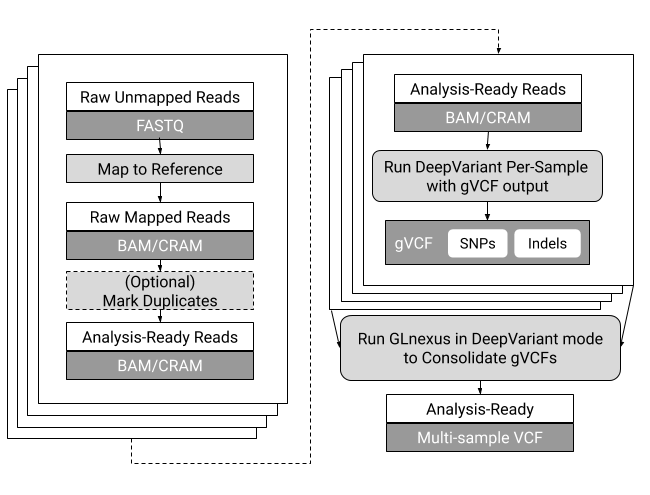 Raw Unmapped Reads
FASTQ
Map to Reference
Raw Mapped Reads
BAM/CRAM
(Optional)
Mark Duplicates
Analysis-Ready Reads
BAM/CRAM
Analysis-Ready Reads
BAM/CRAM
Run DeepVariant Per-Sample
with gVCF output
gVCF SNPs Indels
Run GLnexus in DeepVariant mode
to Consolidate gVCFs
Analysis-Ready
Multi-sample VCF